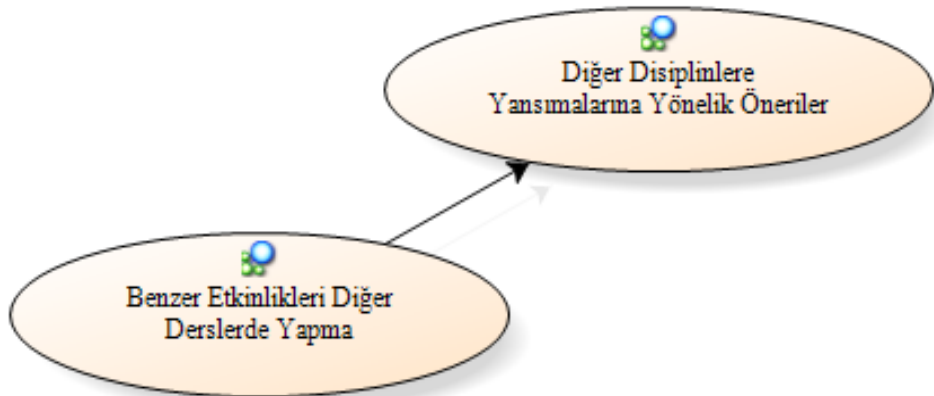 Diğer Disiplinlere
Yansımalarına Yönelik Öneriler
Benzer Etkinlikleri Diğer
Derslerde Yapma